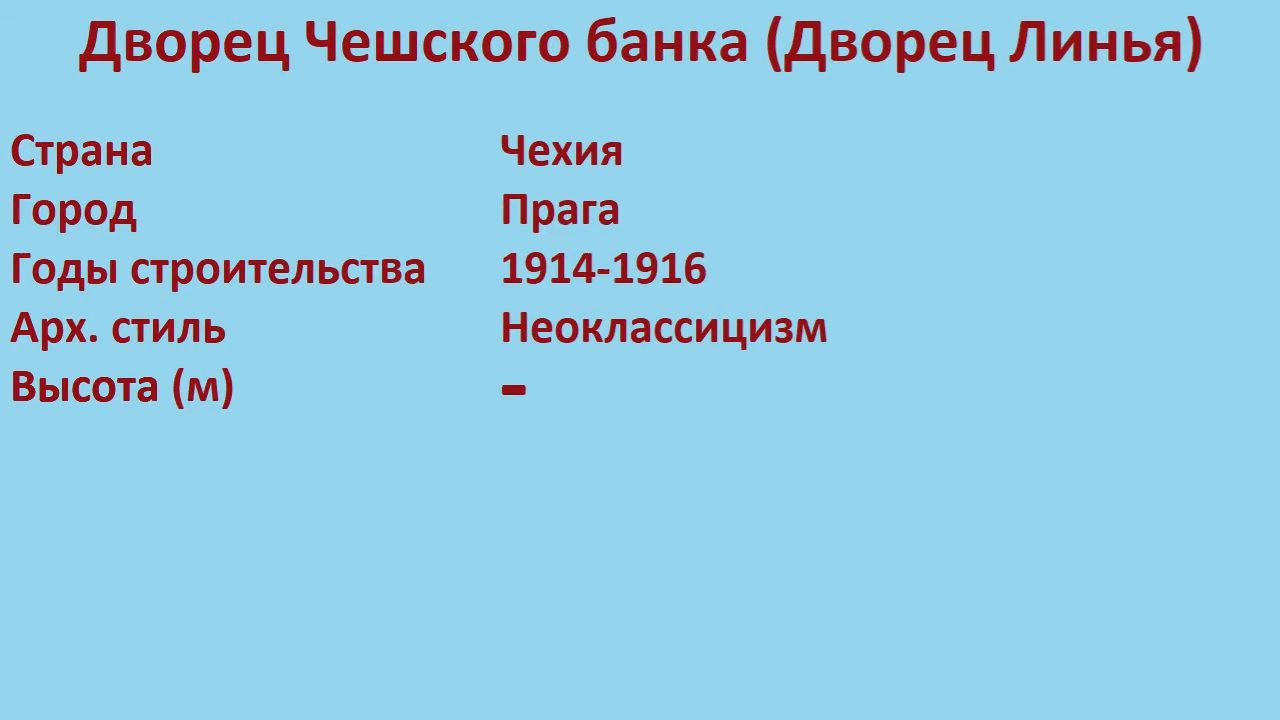 Дворец Чешского банка (Дворец Линья)
Страна Чехия
Город Прага
Годы строительства 1914-1916
Арх. стиль Неоклассицизм
Высота (м) -